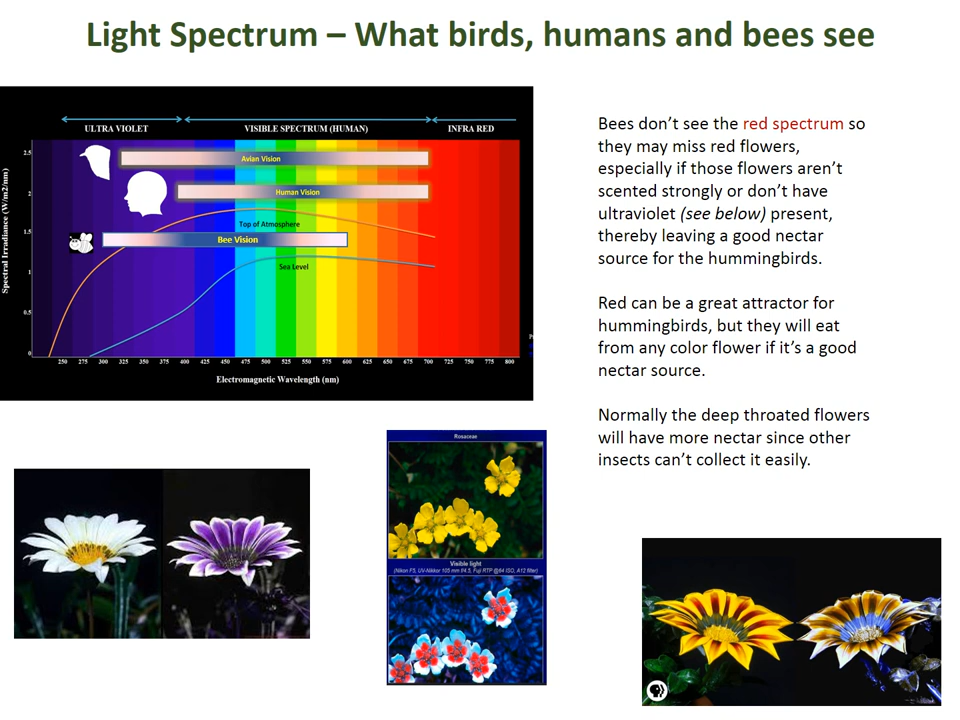 Light Spectrum – What birds, humans and bees see
ULTRA VIOLET
VISIBLE SPECTRUM (HUMAN)
INFRA RED
Spectral Irradiance (W/m2/nm)
2.5
2
1.5
1
0.5
0
Avian Vision
Human Vision
Top of Atmosphere
Bee Vision
Sea Level
250 275 300 325 350 375 400 425 450 475 500 525 550 575 600 625 650 675 700 725 750 775 800
Electromagnetic Wavelength (nm)
Bees don’t see the red spectrum so
they may miss red flowers,
especially if those flowers aren’t
scented strongly or don’t have
ultraviolet (see below) present,
thereby leaving a good nectar
source for the hummingbirds.
Red can be a great attractor for
hummingbirds, but they will eat
from any color flower if it’s a good
nectar source.
Normally the deep throated flowers
will have more nectar since other
insects can’t collect it easily.
Rosaceae
Visible light
(Nikon F5, UV-Nikkor 105 mm f/4.5, Fuji RTP @64 ISO, A12 filter)